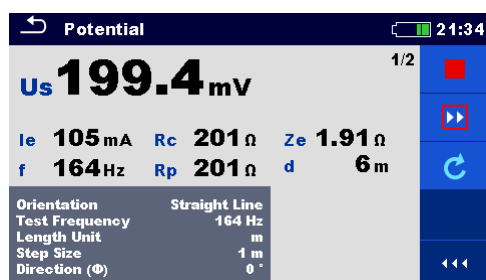 Potential 21:34
1/2
Us 199.4 mV
Ie 105 mA Rc 201 Ω Ze 1.91 Ω
f 164 Hz Rp 201 Ω d 6 m
Orientation Straight Line
Test Frequency 164 Hz
Length Unit m
Step Size 1 m
Direction (Φ) 0 °